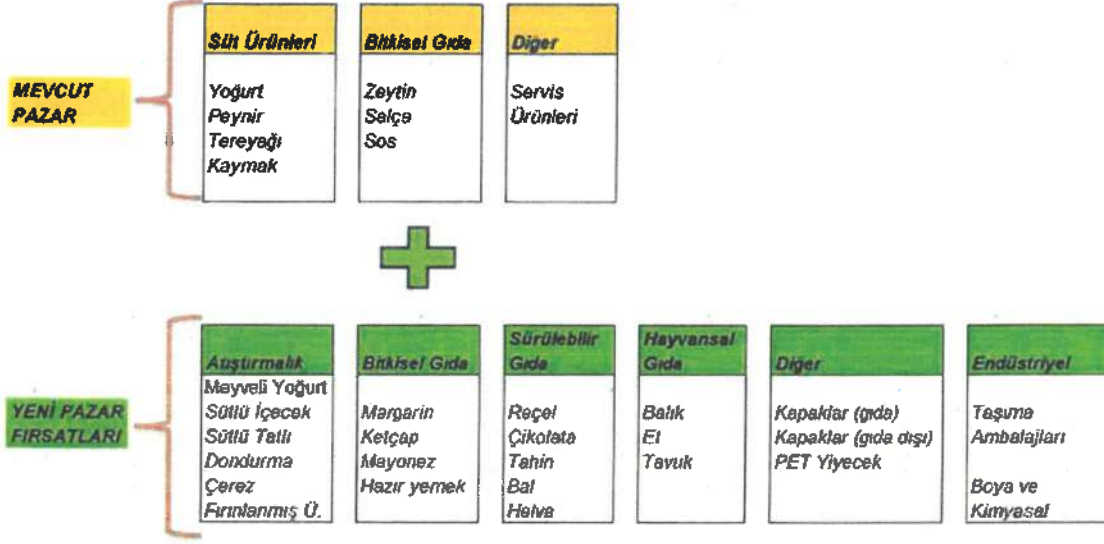 MEVCUT
PAZAR
Süt Ürünleri
Yoğurt
Peynir
Tereyağı
Kaymak
Bitkisel Gıda
Zeytin
Salça
Sos
Diğer
Servis
Ürünleri
YENİ PAZAR
FIRSATLARI
Atıştırmalık
Meyveli Yoğurt
Sütlü İçecek
Sütlü Tatlı
Dondurma
Çerez
Fırınlanmış Ü.
Bitkisel Gıda
Margarin
Ketçap
Mayonez
Hazır yemek
Sürülebilir
Gıda
Reçel
Çikolata
Tahin
Bal
Helva
Hayvansal
Gıda
Balık
Et
Tavuk
Diğer
Kapaklar (gıda)
Kapaklar (gıda dışı)
PET Yiyecek
Endüstriyel
Taşıma
Ambalajları
Boya ve
Kimyasal